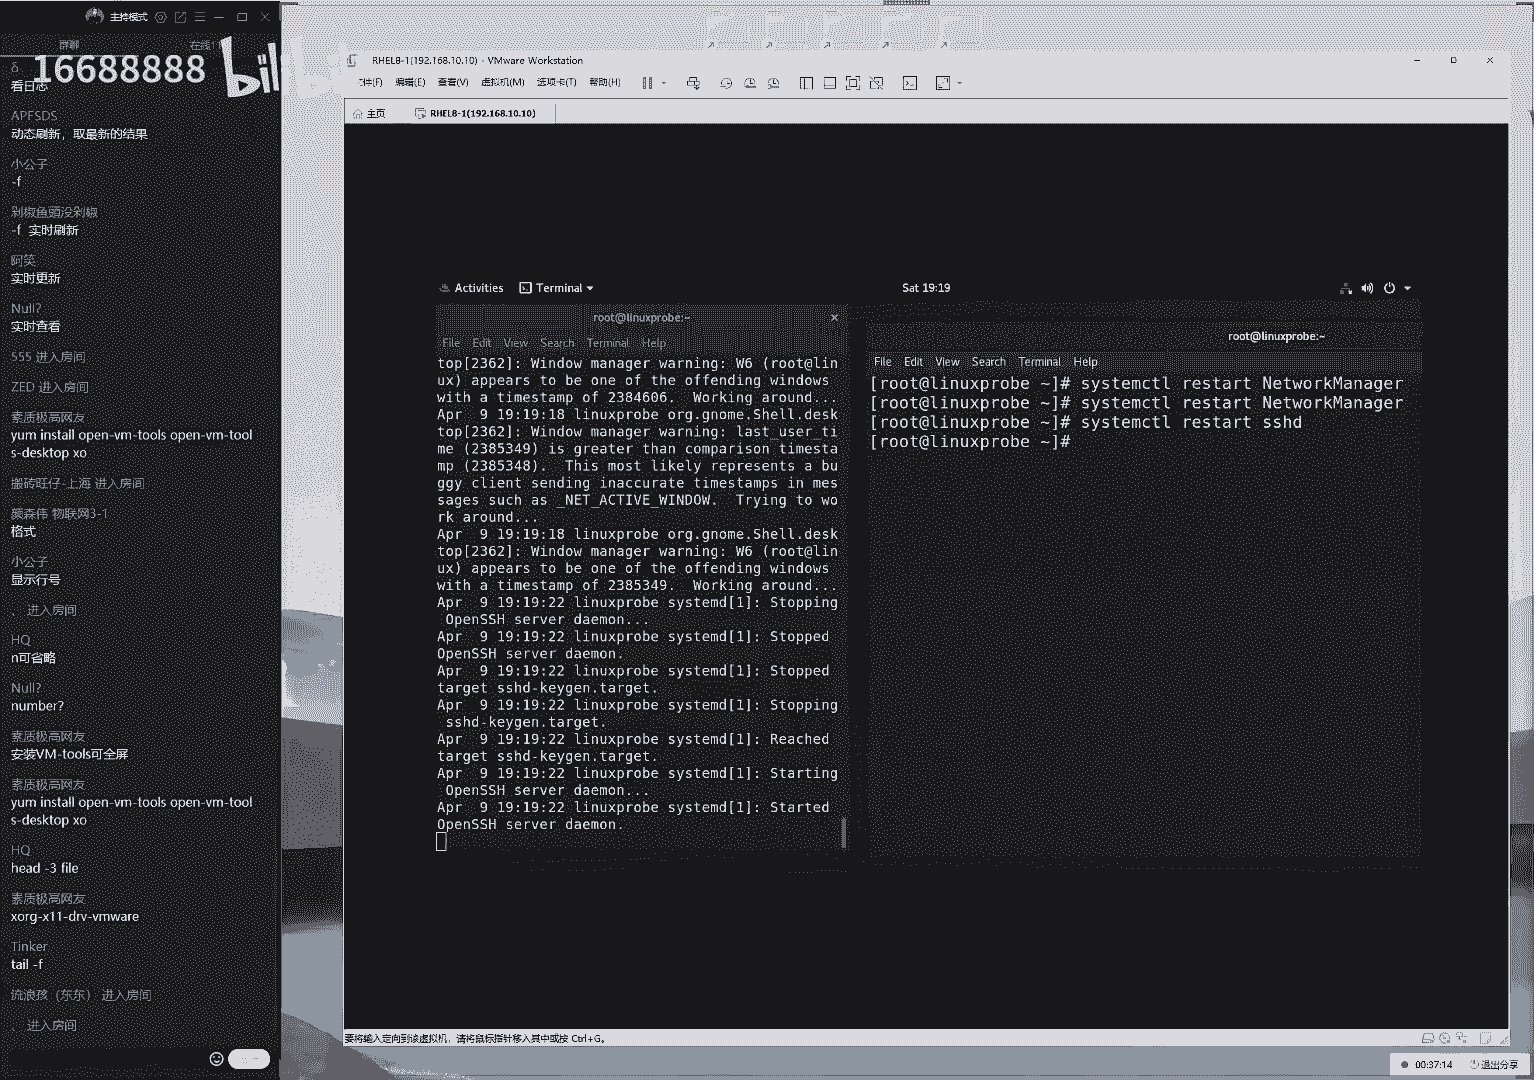 主持模式
群聊
在线
16688888
bili
δ
看日志
APFSDS
动态刷新，取最新的结果
小公子
-f
剁椒鱼頭没剁椒
-f 实时刷新
阿笑
实时更新
Null?
实时查看
555 进入房间
ZED 进入房间
素质极高网友
yum install open-vm-tools open-vm-tool
s-desktop xo
搬砖旺仔-上海 进入房间
颜森伟 物联网3-1
格式
小公子
显示行号
、 进入房间
HQ
n可省略
Null?
number?
素质极高网友
安装VM-tools可全屏
素质极高网友
yum install open-vm-tools open-vm-tool
s-desktop xo
HQ
head -3 file
素质极高网友
xorg-x11-drv-vmware
Tinker
tail -f
流浪孩（东东） 进入房间
、 进入房间
RHEL8-1(192.168.10.10) - VMware Workstation
文件(F) 编辑(E) 查看(V) 虚拟机(M) 选项卡(T) 帮助(H)
主页 RHEL8-1(192.168.10.10)
Activities Terminal Sat 19:19
root@linuxprobe:~
File Edit View Search Terminal Help
top[2362]: Window manager warning: W6 (root@lin
ux) appears to be one of the offending windows
with a timestamp of 2384606.  Working around...
Apr  9 19:19:18 linuxprobe org.gnome.Shell.desk
top[2362]: Window manager warning: last_user_ti
me (2385349) is greater than comparison timesta
mp (2385348).  This most likely represents a bu
ggy client sending inaccurate timestamps in mes
sages such as _NET_ACTIVE_WINDOW.  Trying to wo
rk around...
Apr  9 19:19:18 linuxprobe org.gnome.Shell.desk
top[2362]: Window manager warning: W6 (root@lin
ux) appears to be one of the offending windows
with a timestamp of 2385349.  Working around...
Apr  9 19:19:22 linuxprobe systemd[1]: Stopping
 OpenSSH server daemon...
Apr  9 19:19:22 linuxprobe systemd[1]: Stopped
OpenSSH server daemon.
Apr  9 19:19:22 linuxprobe systemd[1]: Stopped
target sshd-keygen.target.
Apr  9 19:19:22 linuxprobe systemd[1]: Stopping
 sshd-keygen.target.
Apr  9 19:19:22 linuxprobe systemd[1]: Reached
target sshd-keygen.target.
Apr  9 19:19:22 linuxprobe systemd[1]: Starting
 OpenSSH server daemon...
Apr  9 19:19:22 linuxprobe systemd[1]: Started
OpenSSH server daemon.
root@linuxprobe:~
File Edit View Search Terminal Help
[root@linuxprobe ~]# systemctl restart NetworkManager
[root@linuxprobe ~]# systemctl restart NetworkManager
[root@linuxprobe ~]# systemctl restart sshd
[root@linuxprobe ~]#
要将输入定向到该虚拟机，请将鼠标指针移入其中或按 Ctrl+G。
00:37:14 退出分享